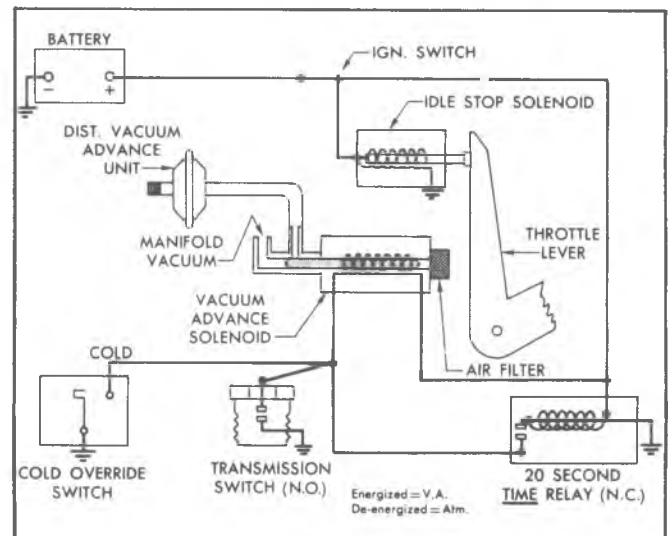 BATTERY
- +
IGN. SWITCH
IDLE STOP SOLENOID
DIST. VACUUM
ADVANCE
UNIT
MANIFOLD
VACUUM
THROTTLE
LEVER
VACUUM
ADVANCE
SOLENOID
AIR FILTER
COLD
COLD OVERRIDE
SWITCH
TRANSMISSION
SWITCH (N.O.)
Energized = V.A.
De-energized = Atm.
20 SECOND
TIME RELAY (N.C.)